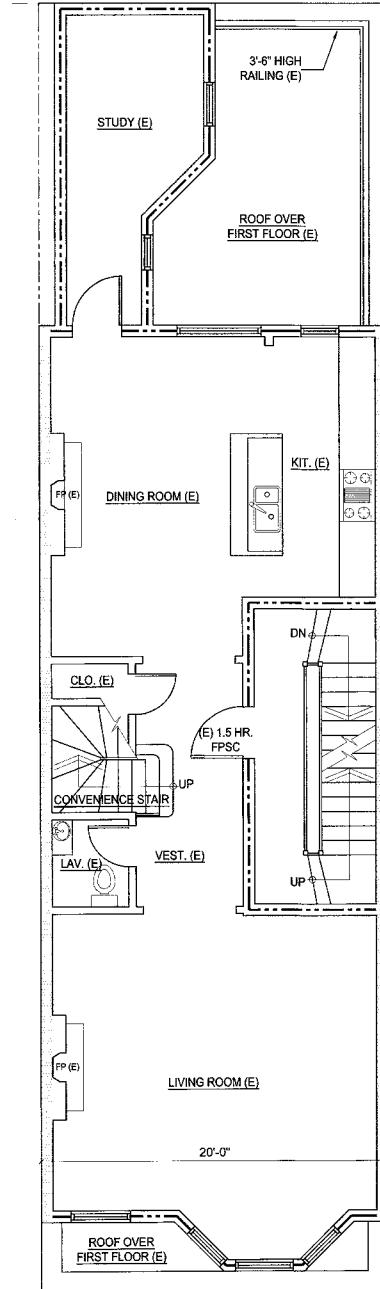 3'-6" HIGH
RAILING (E)
STUDY (E)
ROOF OVER
FIRST FLOOR (E)
KIT. (E)
FP (E)
DINING ROOM (E)
DN
CLO. (E)
(E) 1.5 HR.
FPSC
UP
CONVENIENCE STAIR
LAV. (E)
VEST. (E)
UP
FP (E)
LIVING ROOM (E)
20'-0"
ROOF OVER
FIRST FLOOR (E)